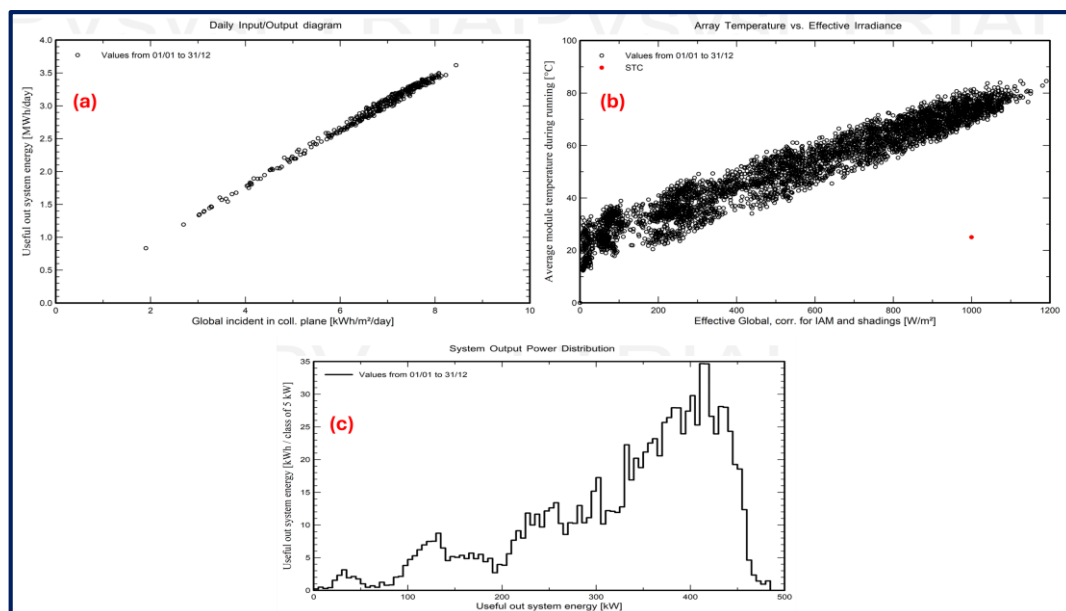 Daily Input/Output diagram
4.0
3.5
3.0
2.5
2.0
1.5
1.0
0.5
0.0
Useful out system energy [MWh/day]
Values from 01/01 to 31/12
(a)
0 2 4 6 8 10
Global incident in coll. plane [kWh/m²/day]
Array Temperature vs. Effective Irradiance
100
80
60
40
20
0
Average module temperature during running [°C]
Values from 01/01 to 31/12
STC
(b)
0 200 400 600 800 1000 1200
Effective Global, corr. for IAM and shadings [W/m²]
System Output Power Distribution
35
30
25
20
15
10
5
0
Useful out system energy [kWh / class of 5 kW]
Values from 01/01 to 31/12
(c)
0 100 200 300 400 500
Useful out system energy [kW]